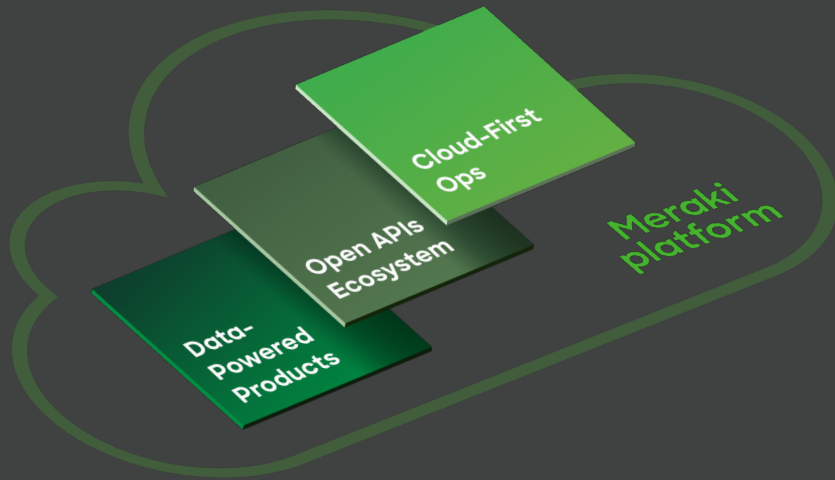 Cloud-First
Ops
Open APIs
Ecosystem
Data-
Powered
Products
Meraki
platform